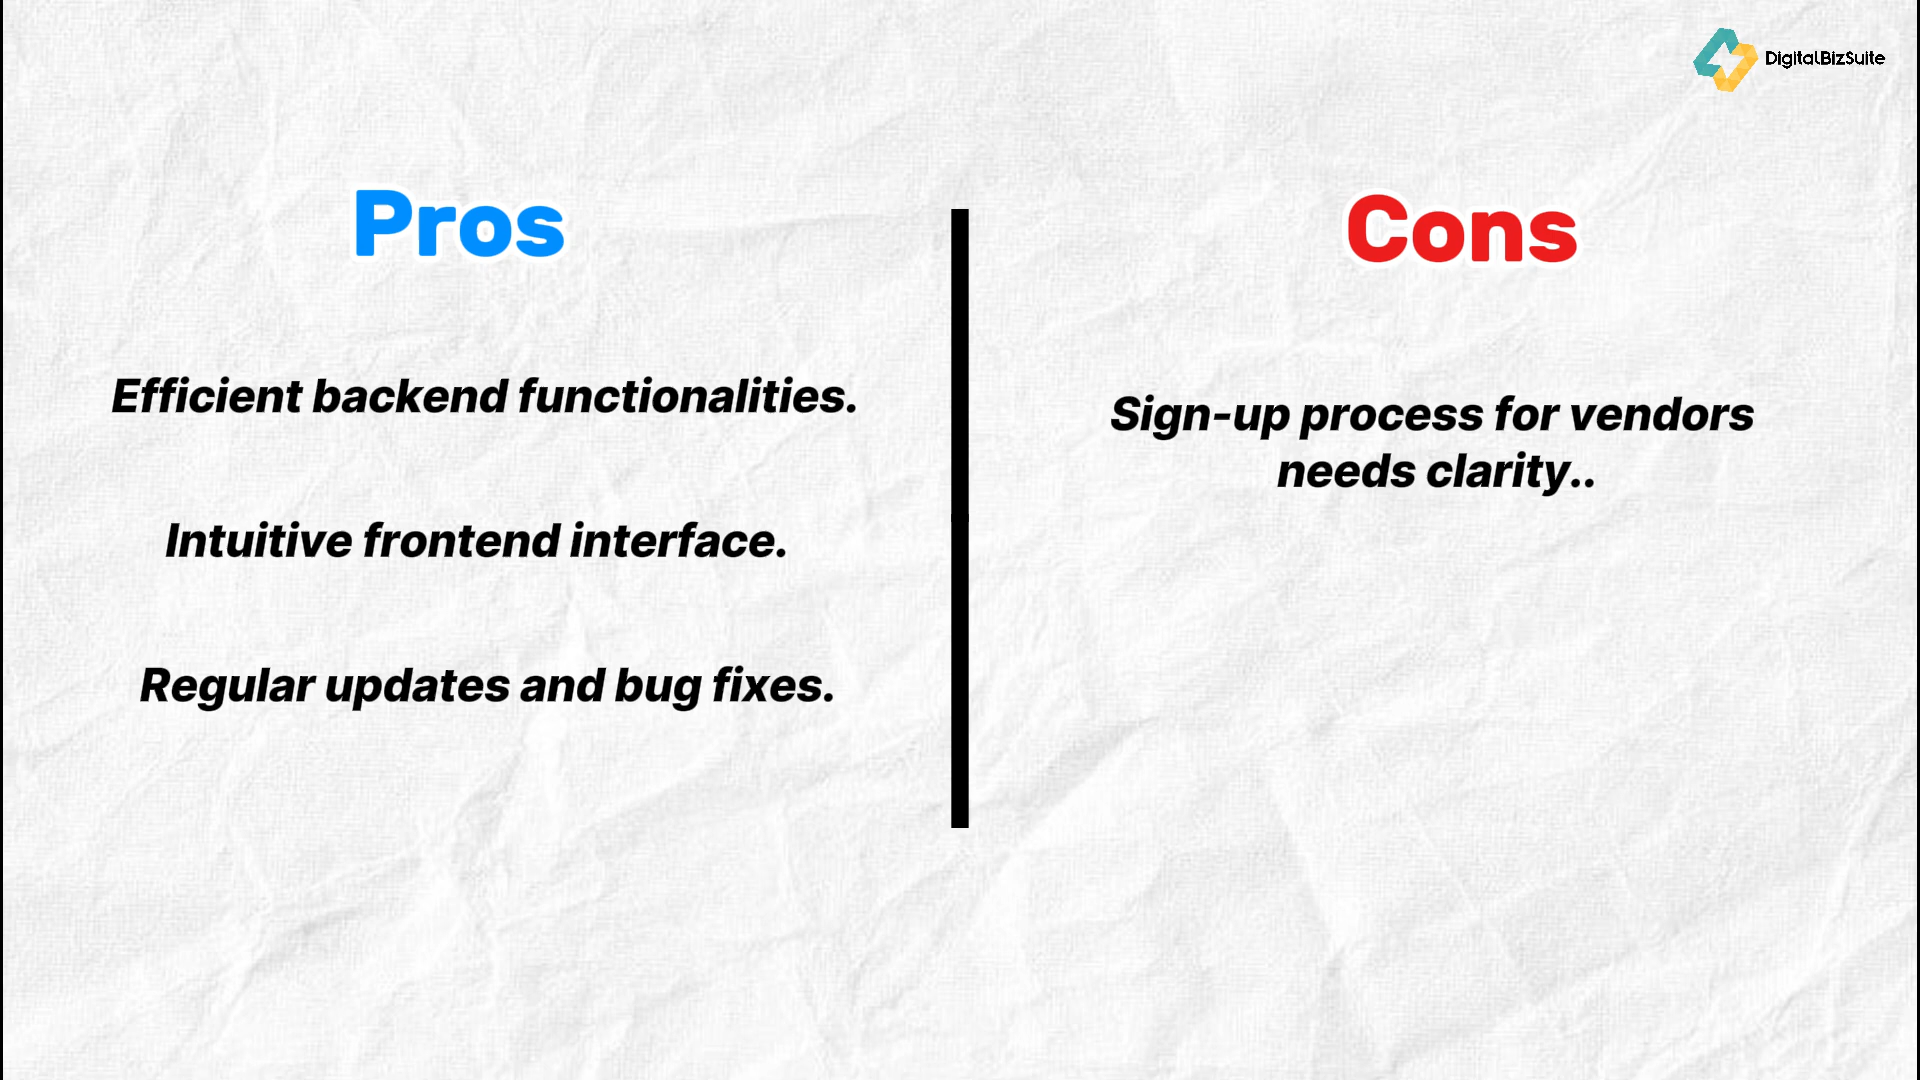 DigitalBizSuite
Pros
Efficient backend functionalities.
Intuitive frontend interface.
Regular updates and bug fixes.
Cons
Sign-up process for vendors
needs clarity..